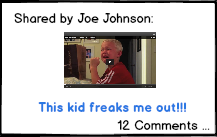 Shared by Joe Johnson:
This kid freaks me out!!!
12 Comments ...